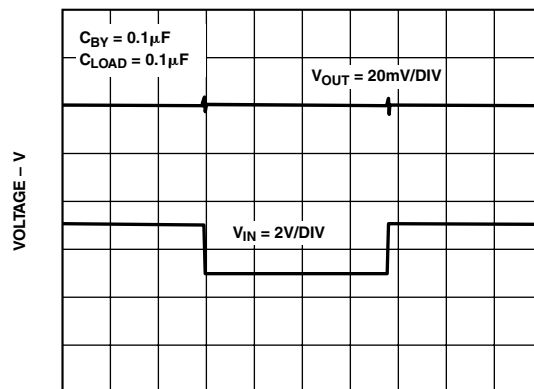 C_BY = 0.1μF
C_LOAD = 0.1μF
V_OUT = 20mV/DIV
VOLTAGE – V
V_IN = 2V/DIV